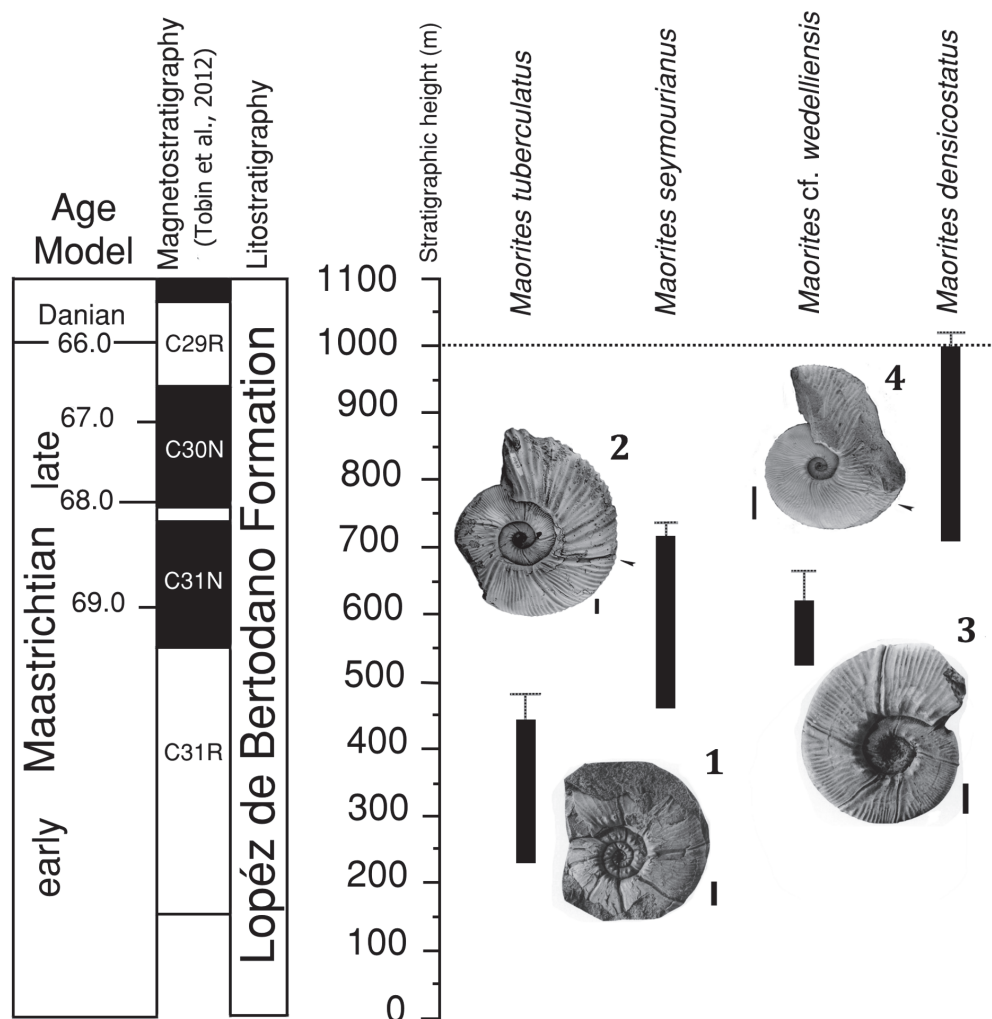 Age
Model
Magnetostratigraphy
(Tobin et al., 2012)
Litostratigraphy
Stratigraphic height (m)
Maorites tuberculatus
Maorites seymourianus
Maorites cf. wedelliensis
Maorites densicostatus
Danian
66.0
67.0
68.0
69.0
late
Maastrichtian
early
C29R
C30N
C31N
C31R
Lopéz de Bertodano Formation
1100
1000
900
800
700
600
500
400
300
200
100
0
2
4
1
3